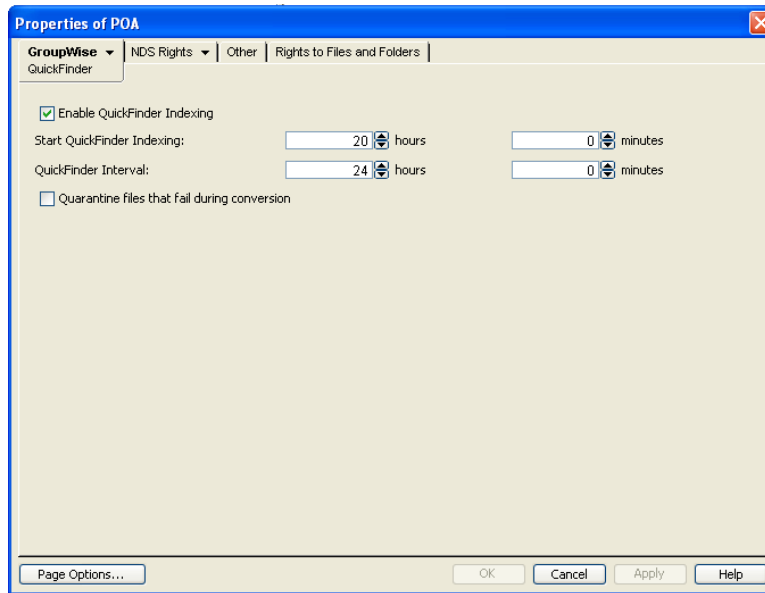 Properties of POA
GroupWise NDS Rights Other Rights to Files and Folders
QuickFinder
Enable QuickFinder Indexing
Start QuickFinder Indexing: 20 hours 0 minutes
QuickFinder Interval: 24 hours 0 minutes
Quarantine files that fail during conversion
Page Options... OK Cancel Apply Help